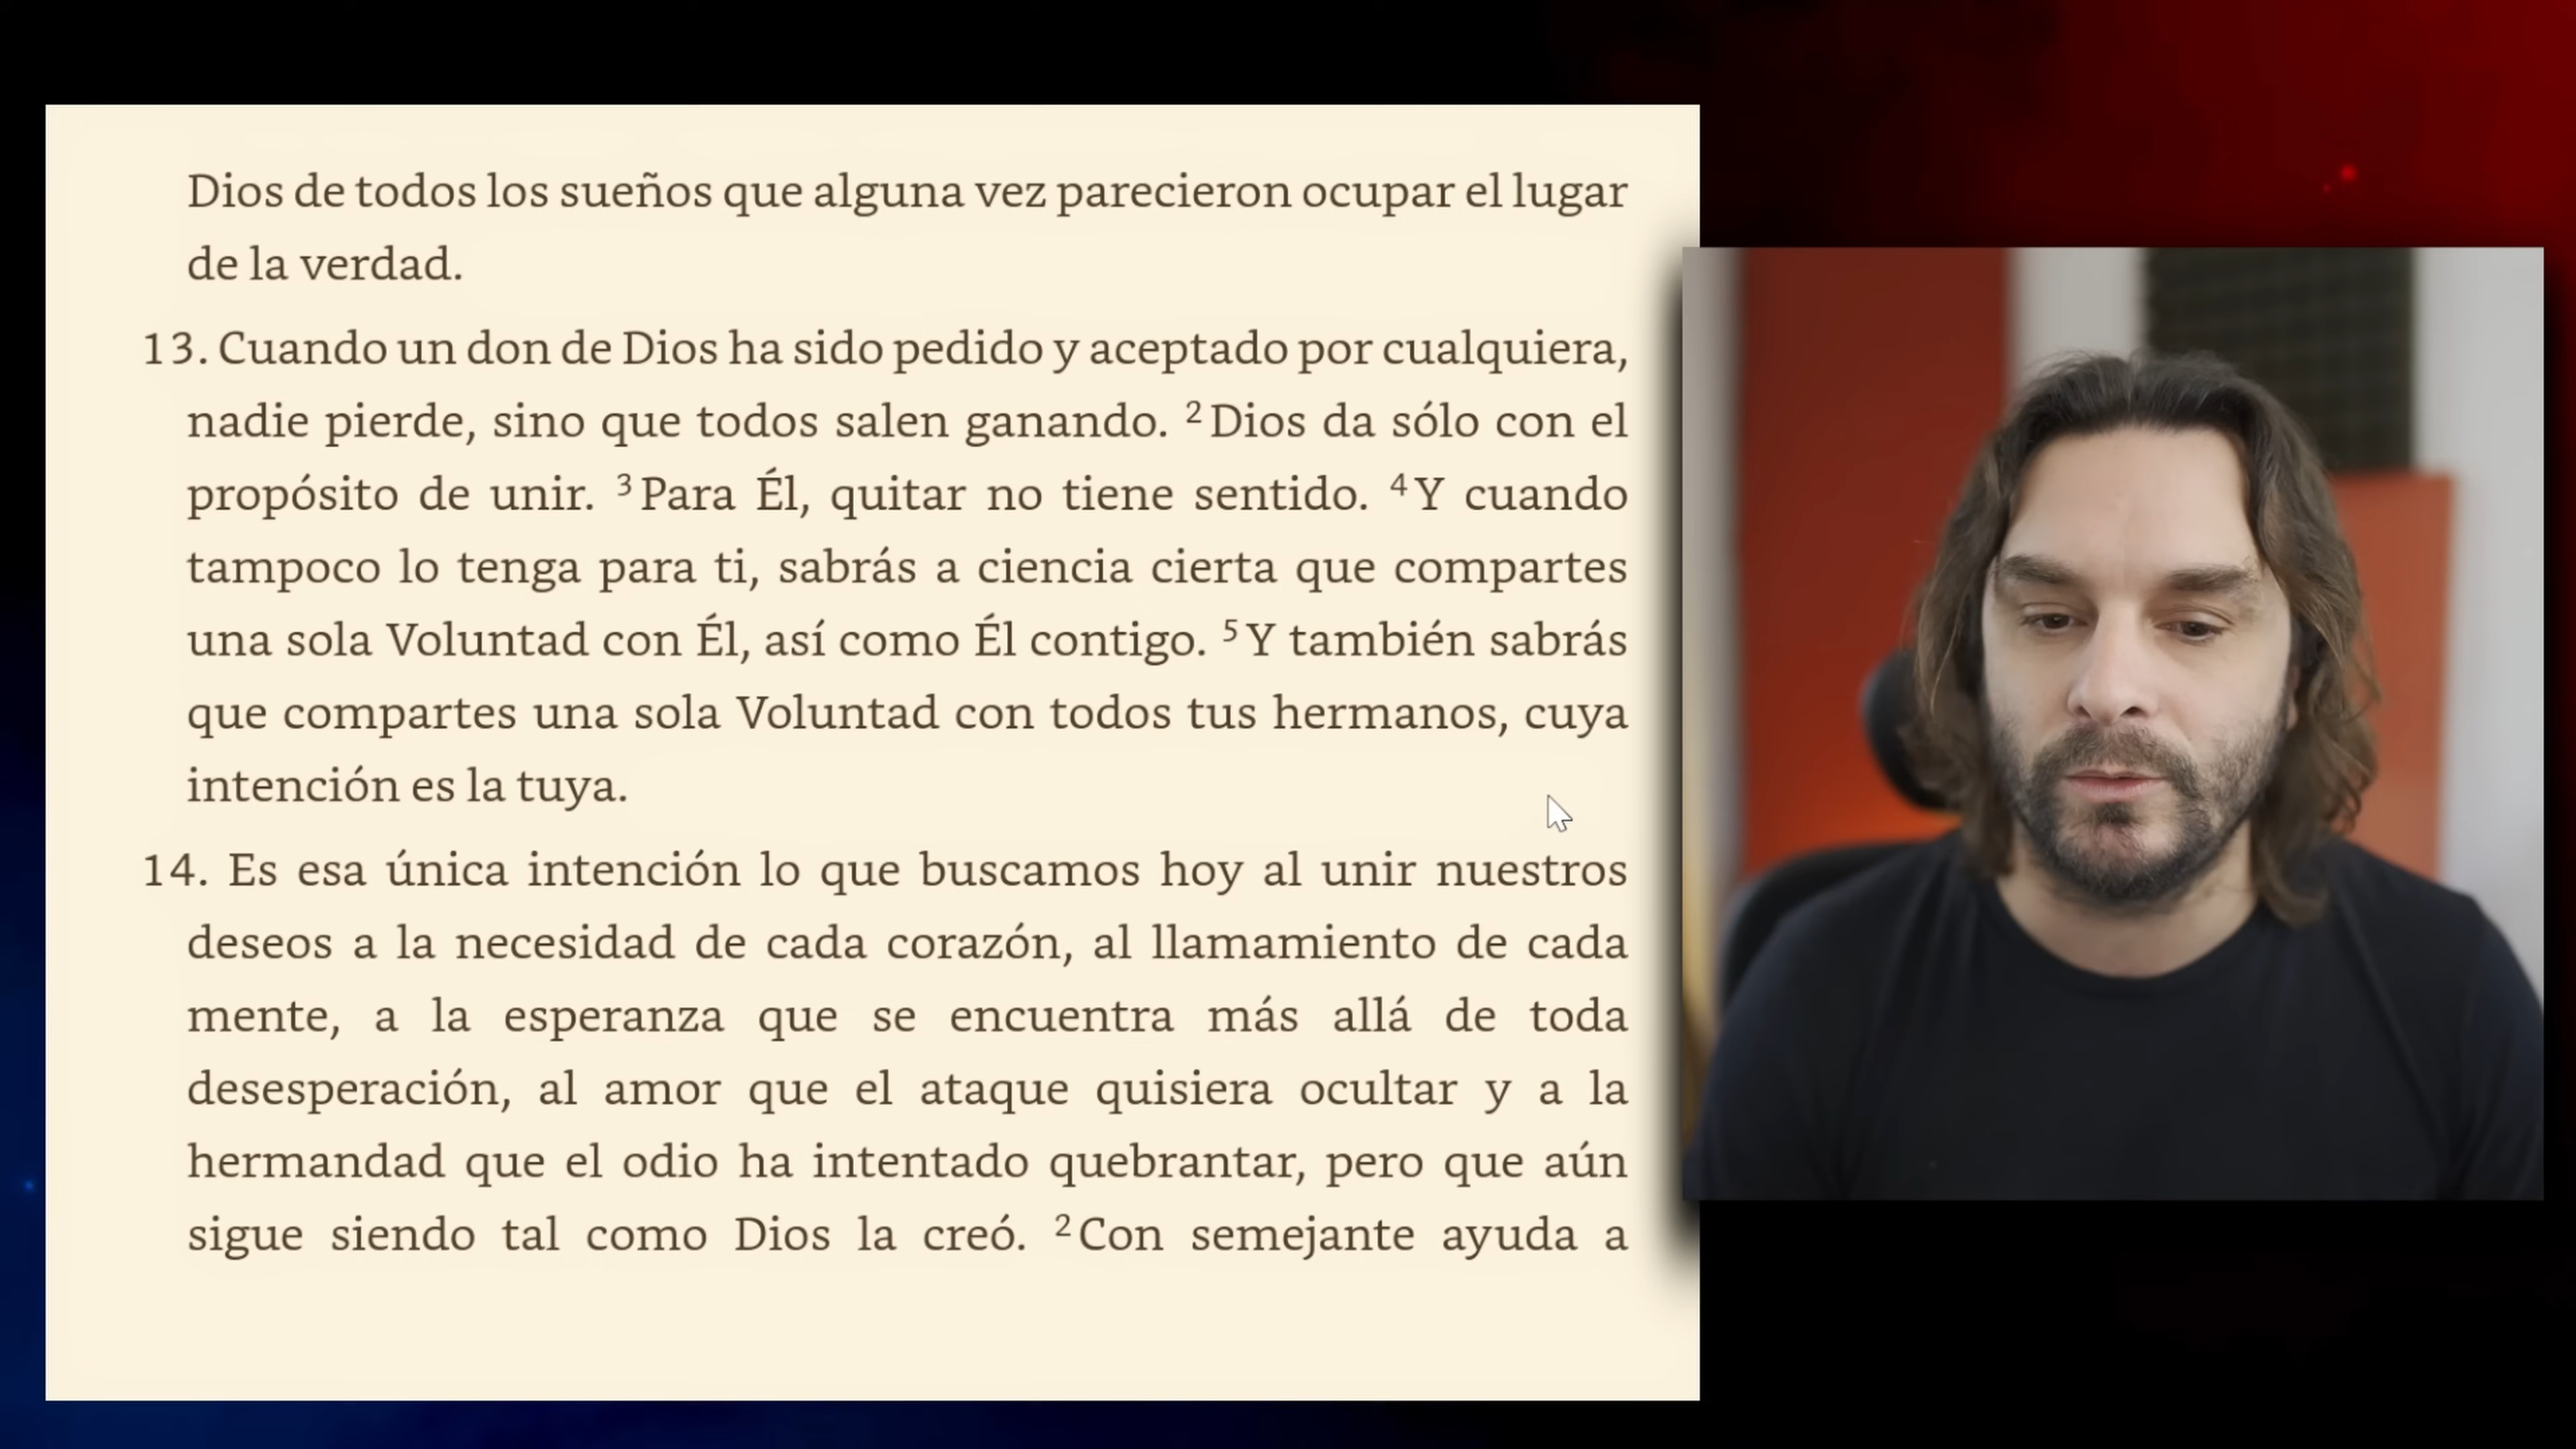 Dios de todos los sueños que alguna vez parecieron ocupar el lugar
de la verdad.
13. Cuando un don de Dios ha sido pedido y aceptado por cualquiera,
nadie pierde, sino que todos salen ganando. ²Dios da sólo con el
propósito de unir. ³Para Él, quitar no tiene sentido. ⁴Y cuando
tampoco lo tenga para ti, sabrás a ciencia cierta que compartes
una sola Voluntad con Él, así como Él contigo. ⁵Y también sabrás
que compartes una sola Voluntad con todos tus hermanos, cuya
intención es la tuya.
14. Es esa única intención lo que buscamos hoy al unir nuestros
deseos a la necesidad de cada corazón, al llamamiento de cada
mente, a la esperanza que se encuentra más allá de toda
desesperación, al amor que el ataque quisiera ocultar y a la
hermandad que el odio ha intentado quebrantar, pero que aún
sigue siendo tal como Dios la creó. ²Con semejante ayuda a